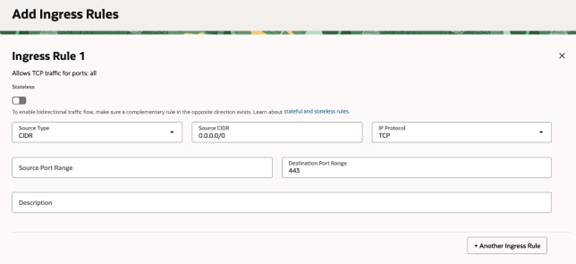 Add Ingress Rules
Ingress Rule 1
Allows TCP traffic for ports: all
Stateless
To enable bidirectional traffic flow, make sure a complementary rule in the opposite direction exists. Learn about stateful and stateless rules.
Source Type
CIDR
Source CIDR
0.0.0.0/0
IP Protocol
TCP
Source Port Range
Destination Port Range
443
Description
+ Another Ingress Rule